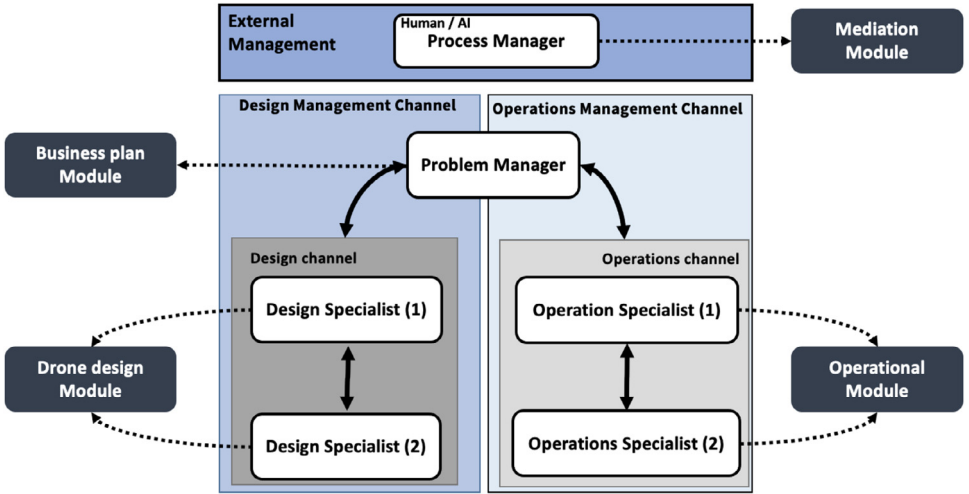 External
Management
Human / AI
Process Manager
Mediation
Module
Design Management Channel
Operations Management Channel
Business plan
Module
Problem Manager
Design channel
Operations channel
Design Specialist (1)
Operation Specialist (1)
Drone design
Module
Operational
Module
Design Specialist (2)
Operations Specialist (2)